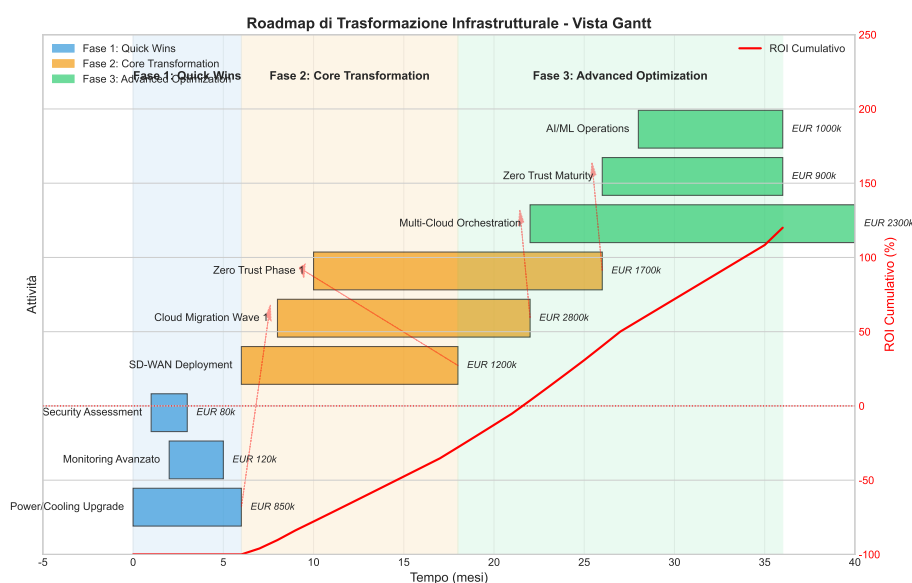 Roadmap di Trasformazione Infrastrutturale - Vista Gantt
Fase 1: Quick Wins
Fase 2: Core Transformation
Fase 3: Advanced Optimization
ROI Cumulativo
Fase 1: Quick Wins
Fase 2: Core Transformation
Fase 3: Advanced Optimization
AI/ML Operations
EUR 1000k
Zero Trust Maturity
EUR 900k
Multi-Cloud Orchestration
EUR 2300k
Zero Trust Phase 1
EUR 1700k
Cloud Migration Wave 1
EUR 2800k
SD-WAN Deployment
EUR 1200k
Security Assessment
EUR 80k
Monitoring Avanzato
EUR 120k
Power/Cooling Upgrade
EUR 850k
Attività
250
200
150
100
50
0
-50
-100
ROI Cumulativo (%)
-5
0
5
10
15
20
25
30
35
40
Tempo (mesi)